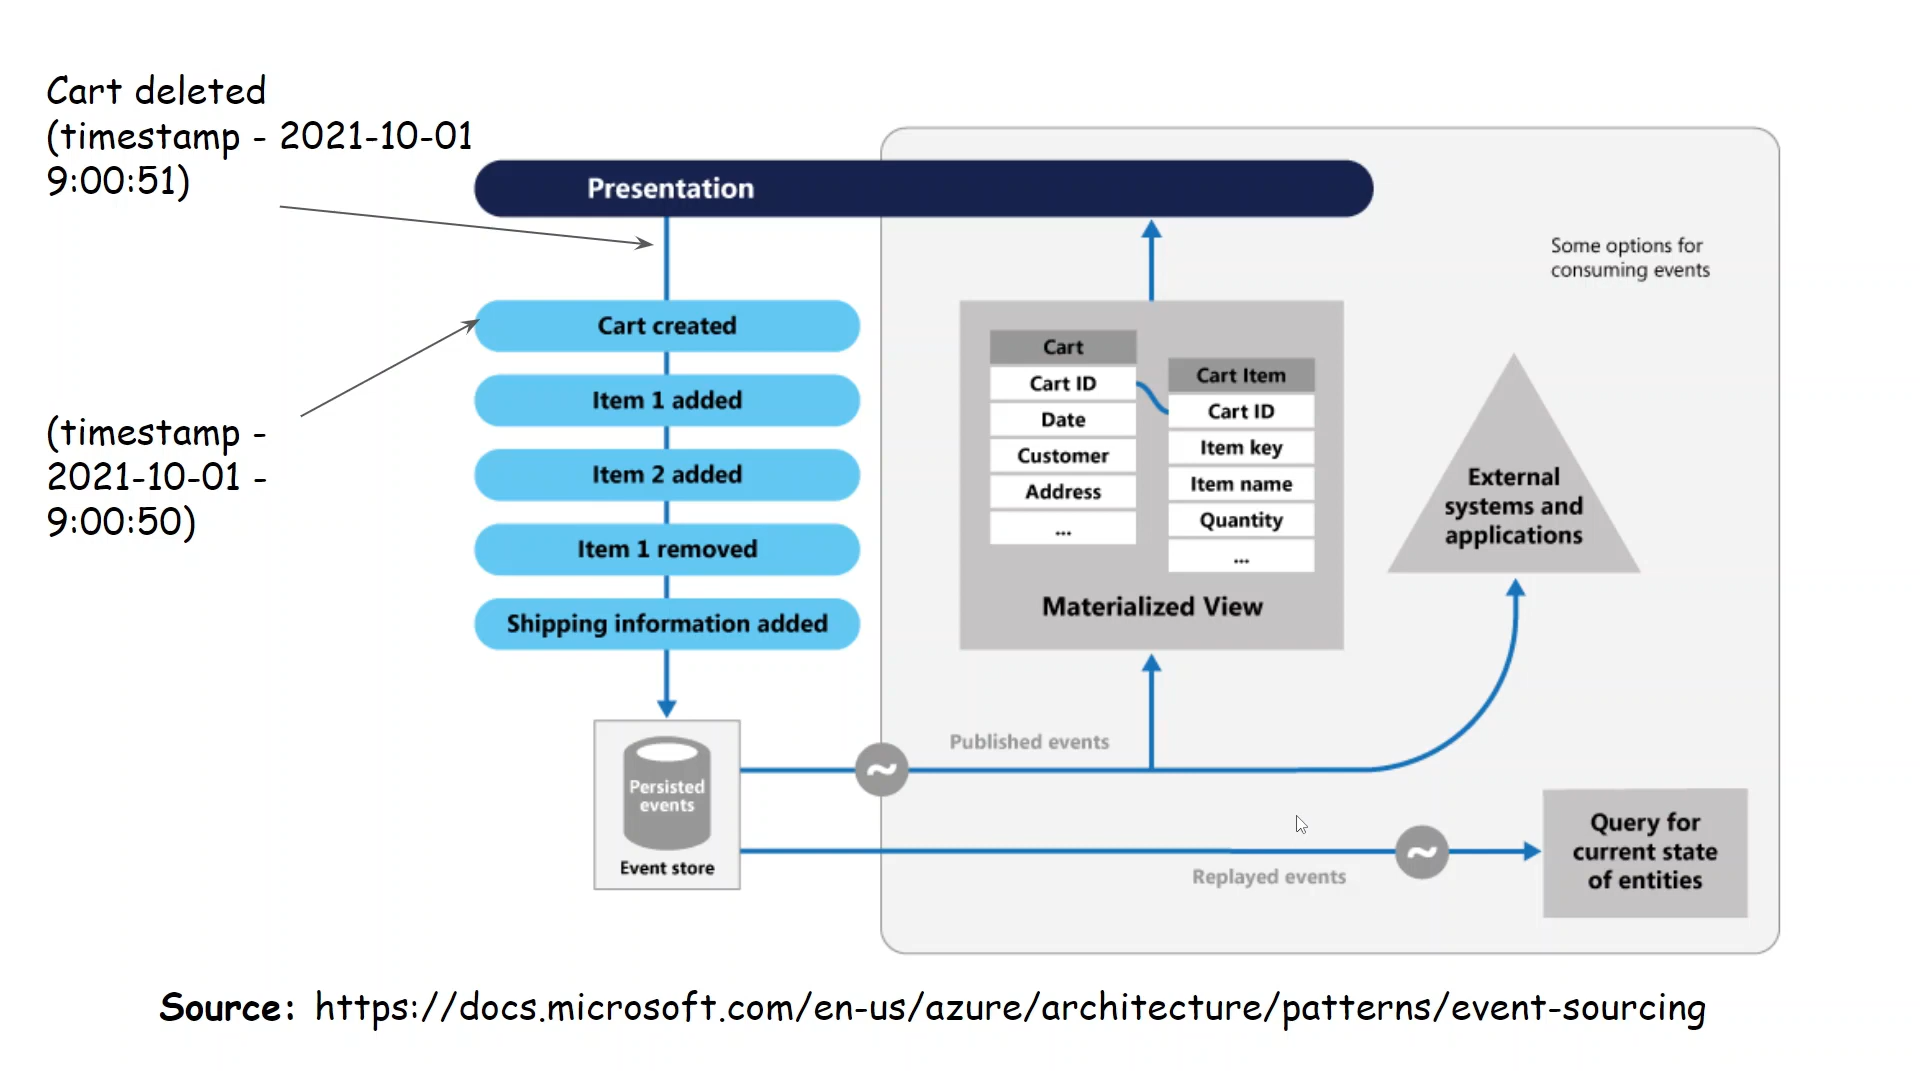 Cart deleted
(timestamp - 2021-10-01
9:00:51)
Presentation
Some options for
consuming events
Cart created
Item 1 added
Item 2 added
Item 1 removed
Shipping information added
(timestamp -
2021-10-01 -
9:00:50)
Cart
Cart ID
Date
Customer
Address
...
Cart Item
Cart ID
Item key
Item name
Quantity
...
Materialized View
External
systems and
applications
Published events
Persisted
events
Event store
Replayed events
Query for
current state
of entities
Source: https://docs.microsoft.com/en-us/azure/architecture/patterns/event-sourcing